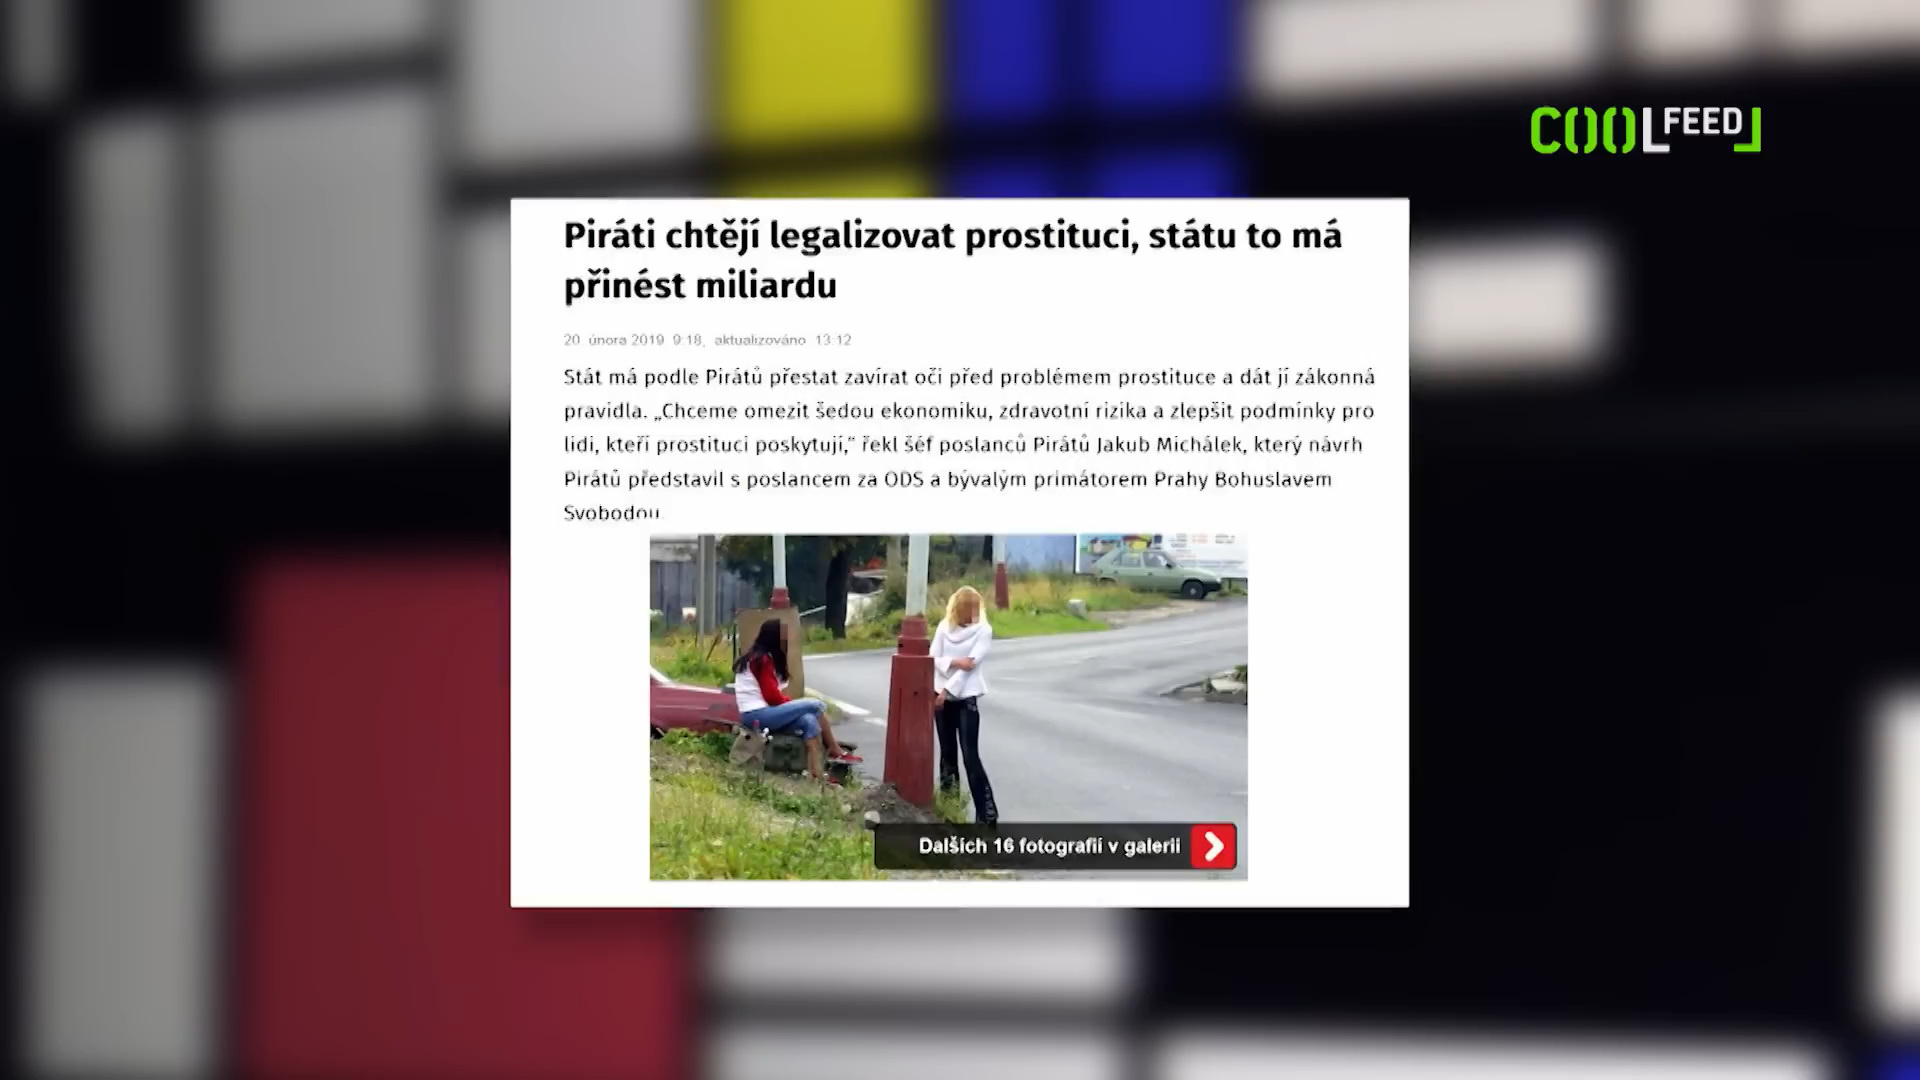 COOL FEED
Piráti chtějí legalizovat prostituci, státu to má
přinést miliardu
20. února 2019 9:18, aktualizováno 13:12
Stát má podle Pirátů přestat zavírat oči před problémem prostituce a dát jí zákonná
pravidla. „Chceme omezit šedou ekonomiku, zdravotní rizika a zlepšit podmínky pro
lidi, kteří prostituci poskytují,“ řekl šéf poslanců Pirátů Jakub Michálek, který návrh
Pirátů představil s poslancem za ODS a bývalým primátorem Prahy Bohuslavem
Svobodou.
Dalších 16 fotografií v galerii